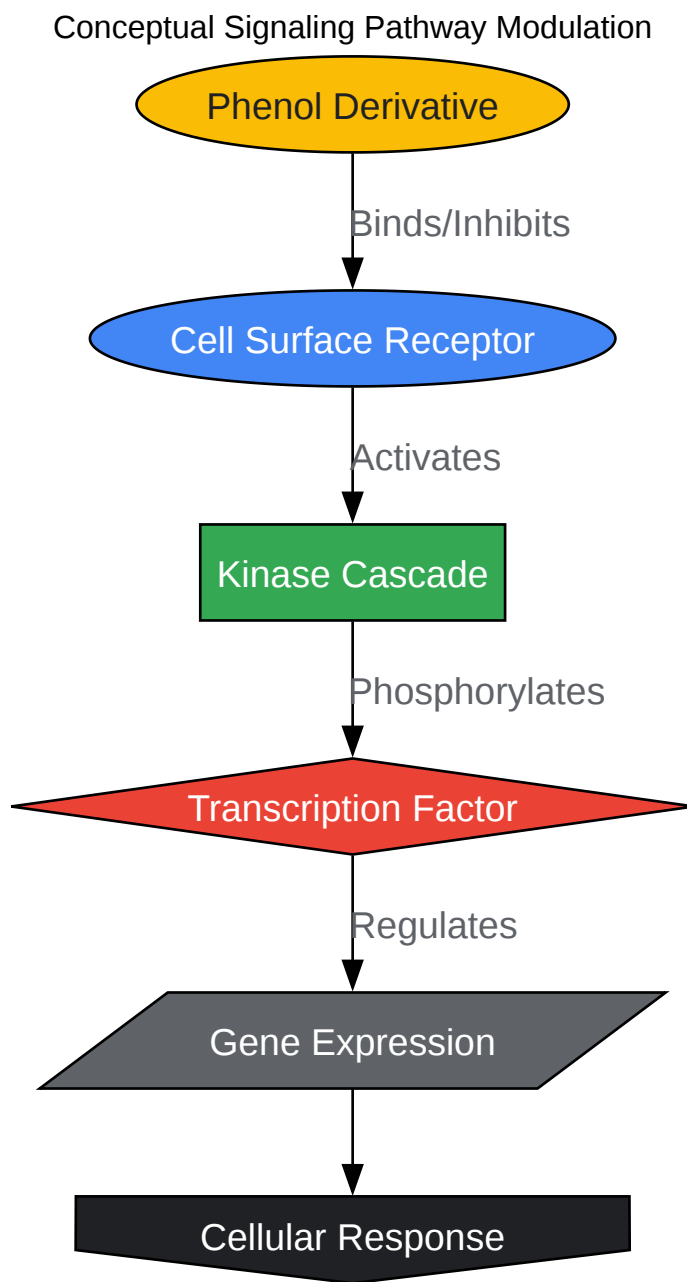 Conceptual Signaling Pathway Modulation
Phenol Derivative
Binds/Inhibits
Cell Surface Receptor
Activates
Kinase Cascade
Phosphorylates
Transcription Factor
Regulates
Gene Expression
Cellular Response